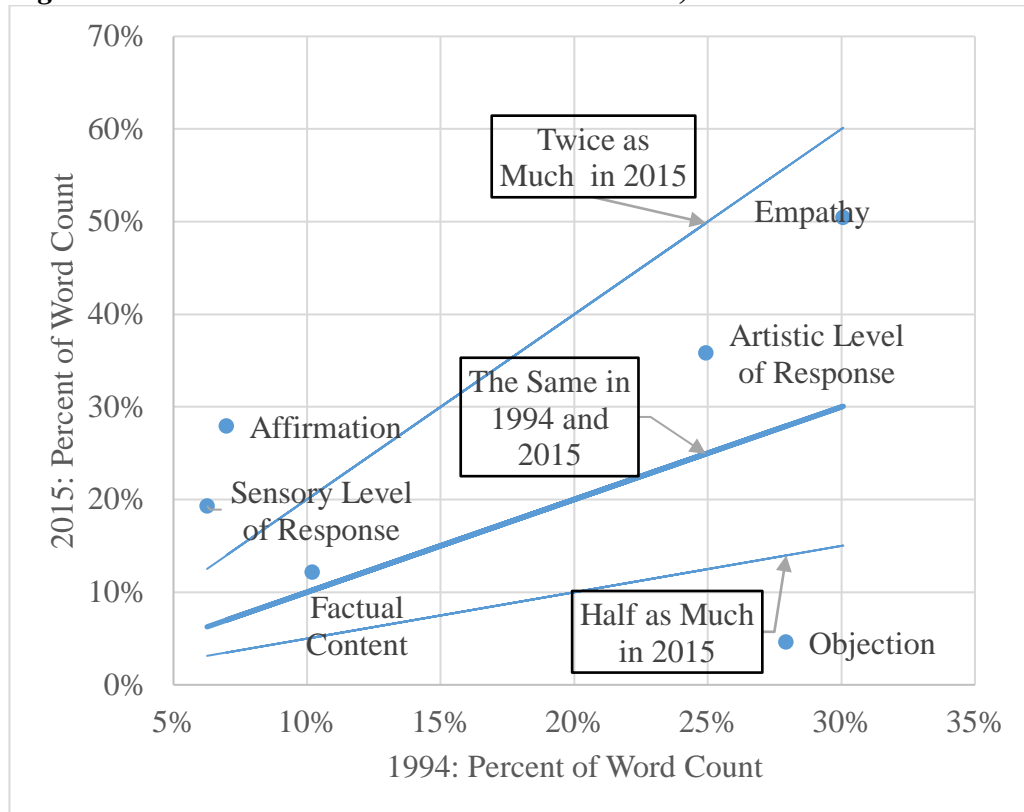 70%
60%
50%
40%
30%
20%
10%
0%
2015: Percent of Word Count
Twice as
Much in 2015
Empathy
Artistic Level
of Response
The Same in
1994 and
2015
Affirmation
Sensory Level
of Response
Factual
Content
Half as Much
in 2015
Objection
5% 10% 15% 20% 25% 30% 35%
1994: Percent of Word Count